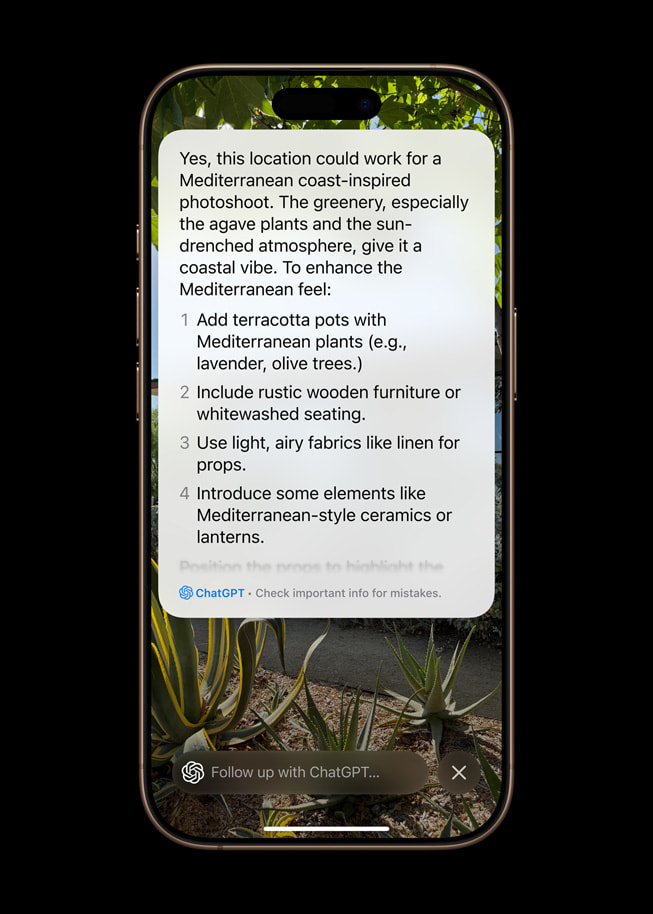 Yes, this location could work for a
Mediterranean coast-inspired
photoshoot. The greenery, especially
the agave plants and the sun-
drenched atmosphere, give it a
coastal vibe. To enhance the
Mediterranean feel:
1 Add terracotta pots with
Mediterranean plants (e.g.,
lavender, olive trees.)
2 Include rustic wooden furniture or
whitewashed seating.
3 Use light, airy fabrics like linen for
props.
4 Introduce some elements like
Mediterranean-style ceramics or
lanterns.
Position the props to highlight the
ChatGPT • Check important info for mistakes.
Follow up with ChatGPT...